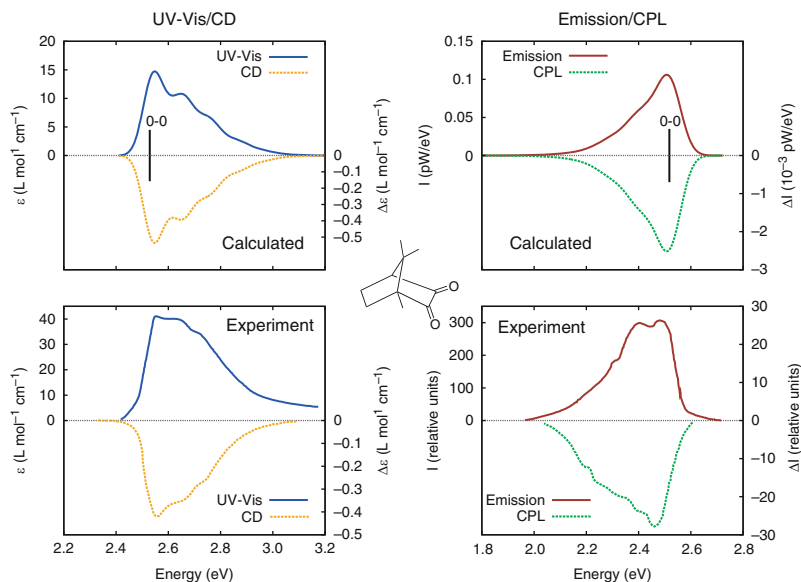 UV-Vis/CD
Emission/CPL
20
15
10
5
0
ε (L mol¹ cm⁻¹)
UV-Vis
CD
0-0
Calculated
0
−0.1
−0.2
−0.3
−0.4
−0.5
Δε (L mol¹ cm⁻¹)
0.15
0.1
0.05
0
I (pW/eV)
Emission
CPL
0-0
Calculated
0
−1
−2
−3
ΔI (10⁻³ pW/eV)
O
O
40
30
20
10
0
ε (L mol⁻¹ cm⁻¹)
Experiment
UV-Vis
CD
0
−0.1
−0.2
−0.3
−0.4
−0.5
Δε (L mol¹ cm⁻¹)
2.2 2.4 2.6 2.8 3.0 3.2
Energy (eV)
300
200
100
0
I (relative units)
Experiment
Emission
CPL
30
20
10
0
−10
−20
−30
ΔI (relative units)
1.8 2.0 2.2 2.4 2.6 2.8
Energy (eV)